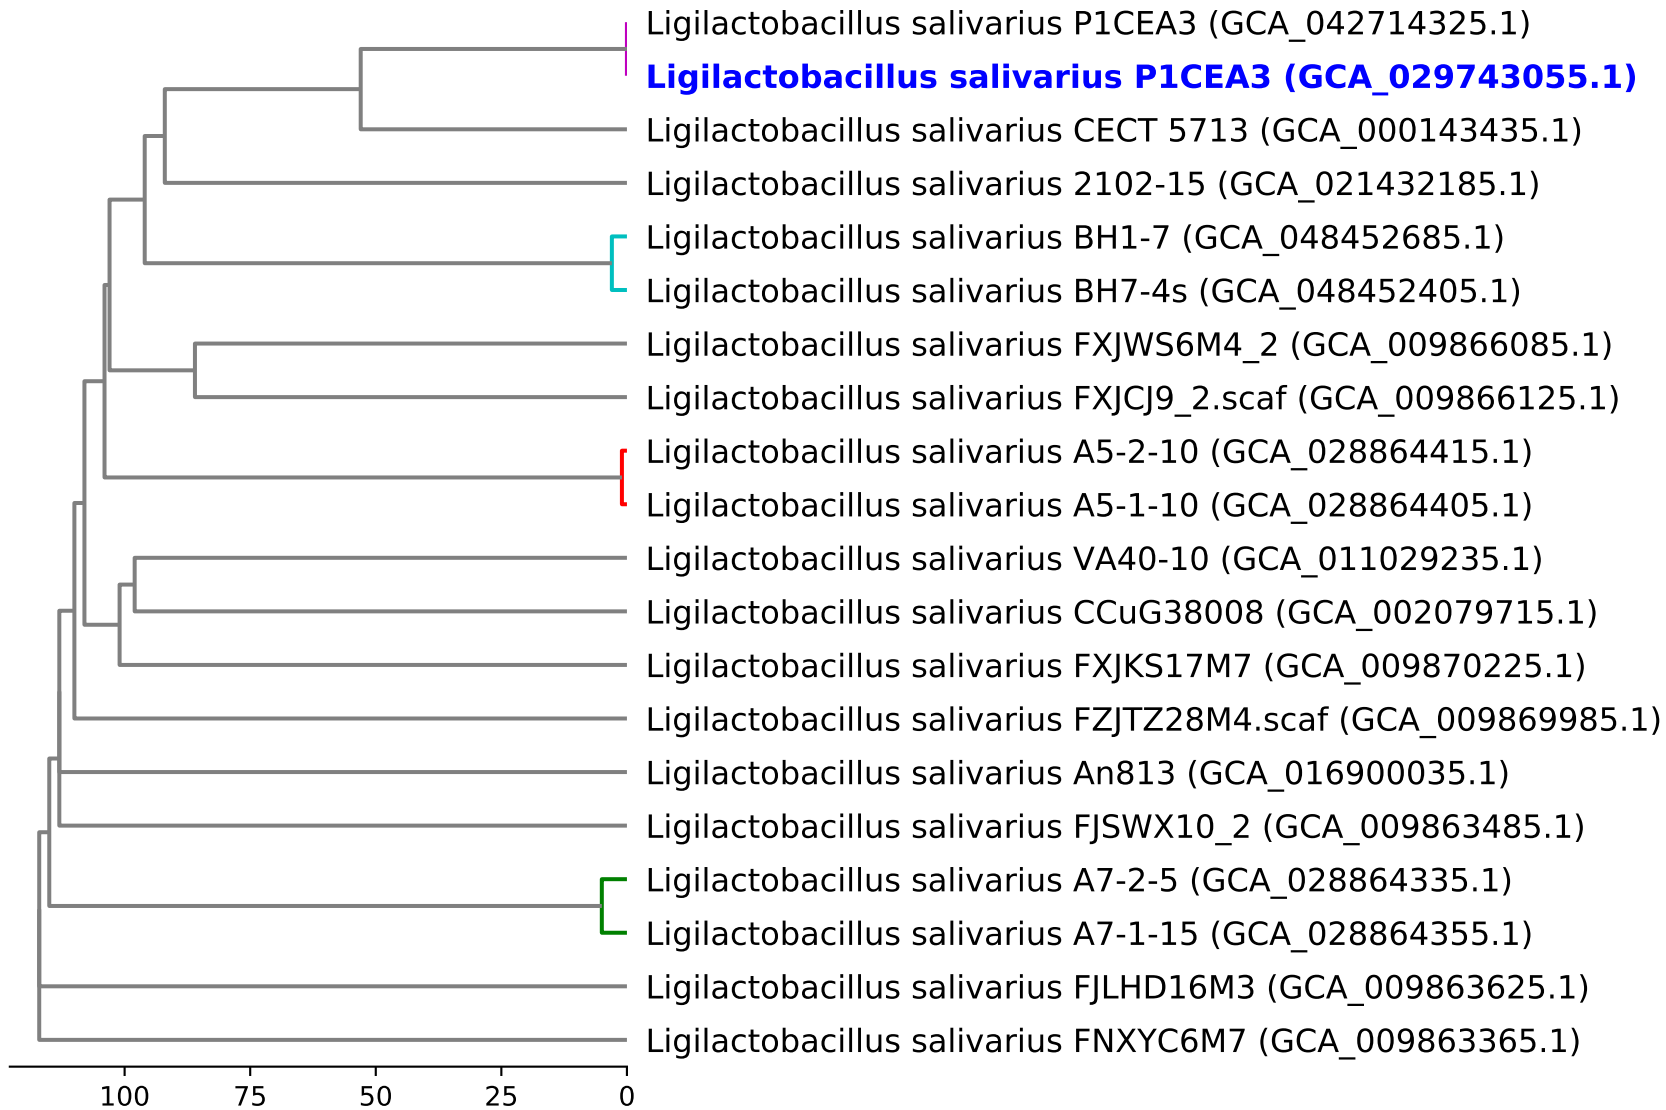 Ligilactobacillus salivarius P1CEA3 (GCA_042714325.1)
Ligilactobacillus salivarius P1CEA3 (GCA_029743055.1)
Ligilactobacillus salivarius CECT 5713 (GCA_000143435.1)
Ligilactobacillus salivarius 2102-15 (GCA_021432185.1)
Ligilactobacillus salivarius BH1-7 (GCA_048452685.1)
Ligilactobacillus salivarius BH7-4s (GCA_048452405.1)
Ligilactobacillus salivarius FXJWS6M4_2 (GCA_009866085.1)
Ligilactobacillus salivarius FXJCJ9_2.scaf (GCA_009866125.1)
Ligilactobacillus salivarius A5-2-10 (GCA_028864415.1)
Ligilactobacillus salivarius A5-1-10 (GCA_028864405.1)
Ligilactobacillus salivarius VA40-10 (GCA_011029235.1)
Ligilactobacillus salivarius CCuG38008 (GCA_002079715.1)
Ligilactobacillus salivarius FXJKS17M7 (GCA_009870225.1)
Ligilactobacillus salivarius FZJTZ28M4.scaf (GCA_009869985.1)
Ligilactobacillus salivarius An813 (GCA_016900035.1)
Ligilactobacillus salivarius FJSWX10_2 (GCA_009863485.1)
Ligilactobacillus salivarius A7-2-5 (GCA_028864335.1)
Ligilactobacillus salivarius A7-1-15 (GCA_028864355.1)
Ligilactobacillus salivarius FJLHD16M3 (GCA_009863625.1)
Ligilactobacillus salivarius FNXYC6M7 (GCA_009863365.1)
100 75 50 25 0